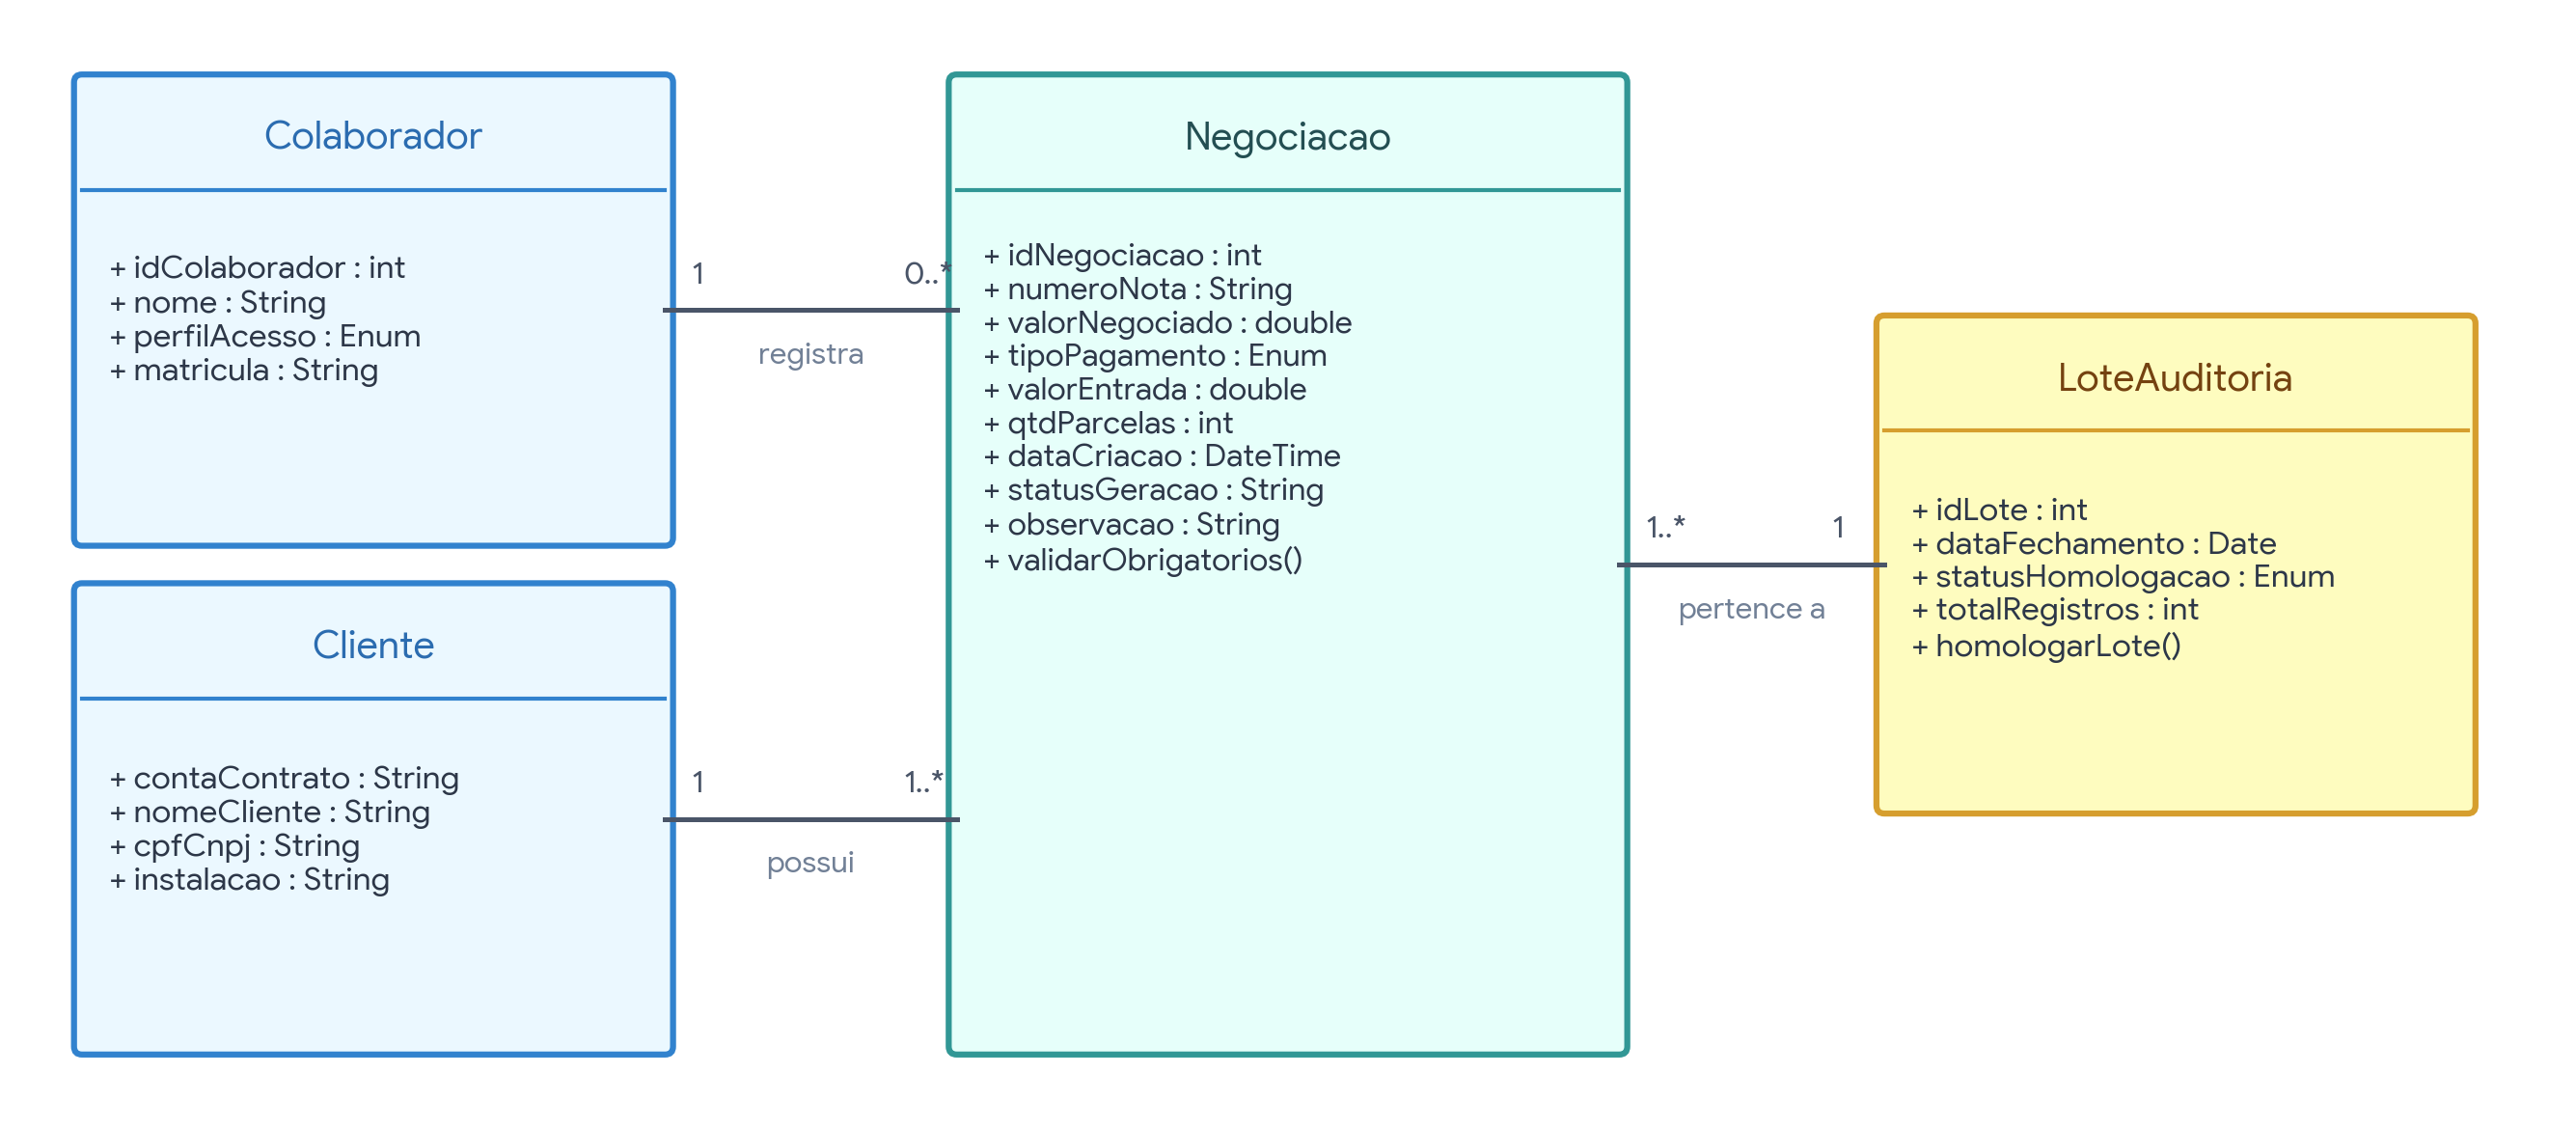 Colaborador
+ idColaborador : int
+ nome : String
+ perfilAcesso : Enum
+ matricula : String
1
0..*
registra
Cliente
+ contaContrato : String
+ nomeCliente : String
+ cpfCnpj : String
+ instalacao : String
1
1..*
possui
Negociacao
+ idNegociacao : int
+ numeroNota : String
+ valorNegociado : double
+ tipoPagamento : Enum
+ valorEntrada : double
+ qtdParcelas : int
+ dataCriacao : DateTime
+ statusGeracao : String
+ observacao : String
+ validarObrigatorios()
1..*
1
pertence a
LoteAuditoria
+ idLote : int
+ dataFechamento : Date
+ statusHomologacao : Enum
+ totalRegistros : int
+ homologarLote()